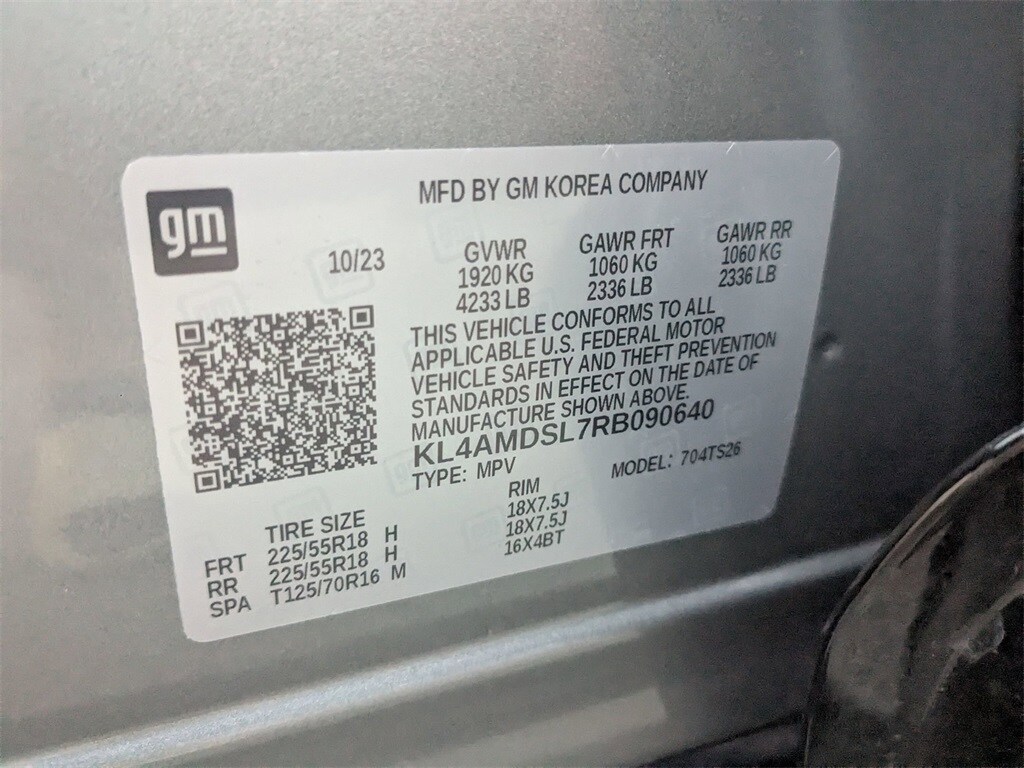 gm
MFD BY GM KOREA COMPANY
10/23
GVWR GAWR FRT GAWR RR
1920 KG 1060 KG 1060 KG
4233 LB 2336 LB 2336 LB
THIS VEHICLE CONFORMS TO ALL
APPLICABLE U.S. FEDERAL MOTOR
VEHICLE SAFETY AND THEFT PREVENTION
STANDARDS IN EFFECT ON THE DATE OF
MANUFACTURE SHOWN ABOVE.
KL4AMDSL7RB090640
TYPE: MPV MODEL: 704TS26
TIRE SIZE RIM
FRT 225/55R18 H 18X7.5J
RR 225/55R18 H 18X7.5J
SPA T125/70R16 M 16X4BT